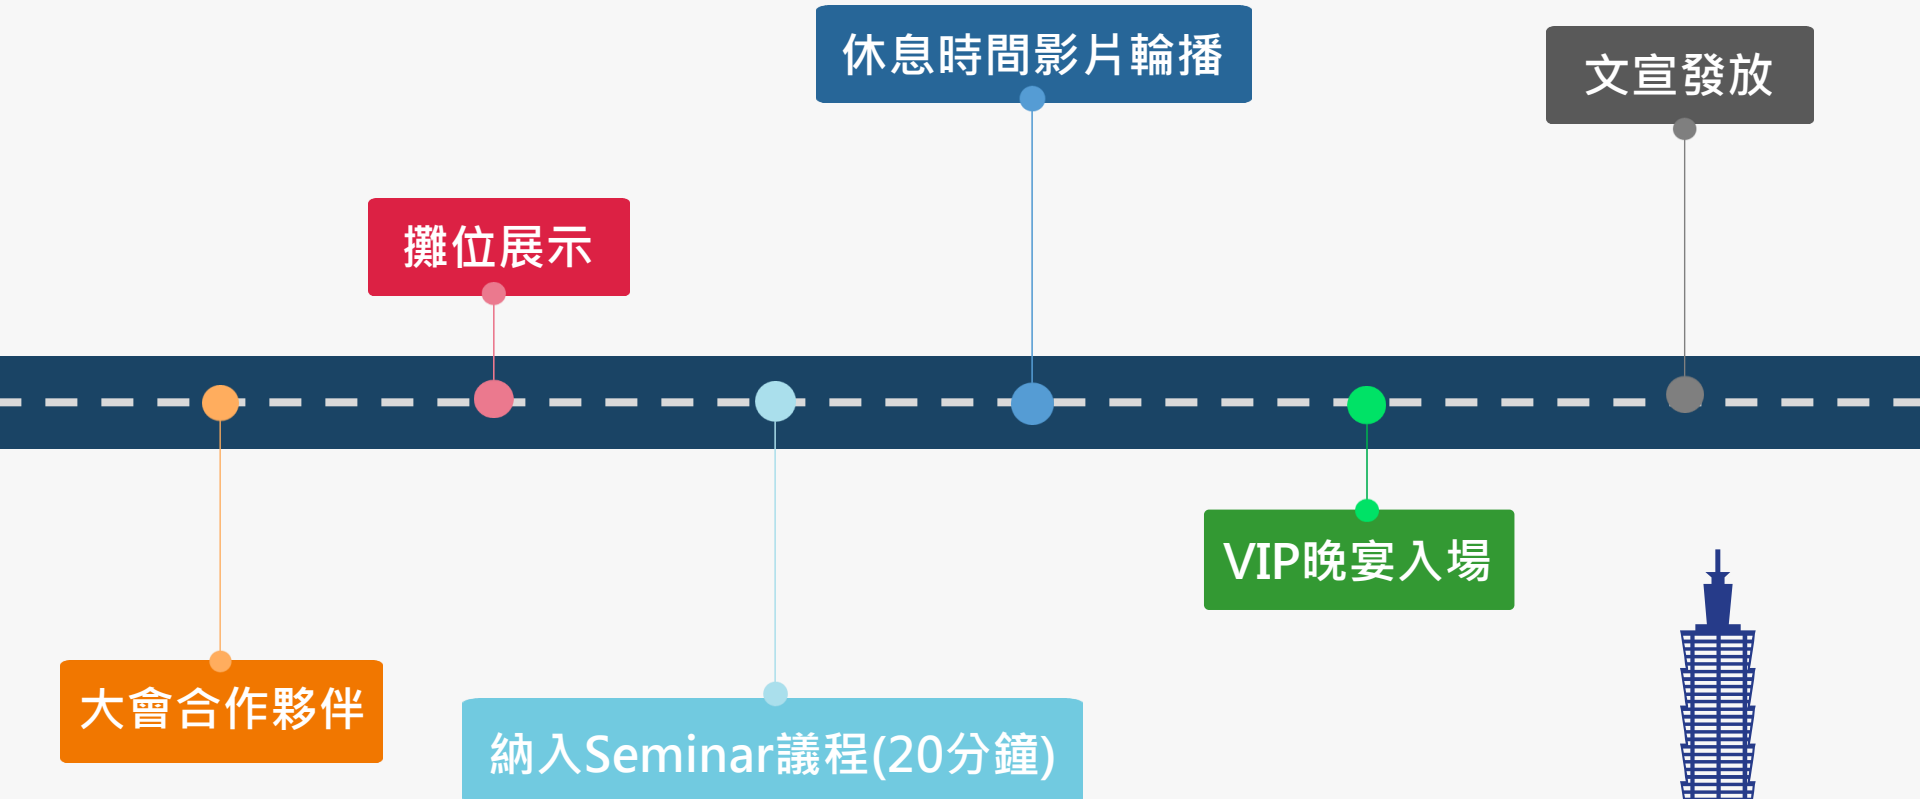 休息時間影片輪播
文宣發放
攤位展示
VIP晚宴入場
大會合作夥伴
納入Seminar議程(20分鐘)